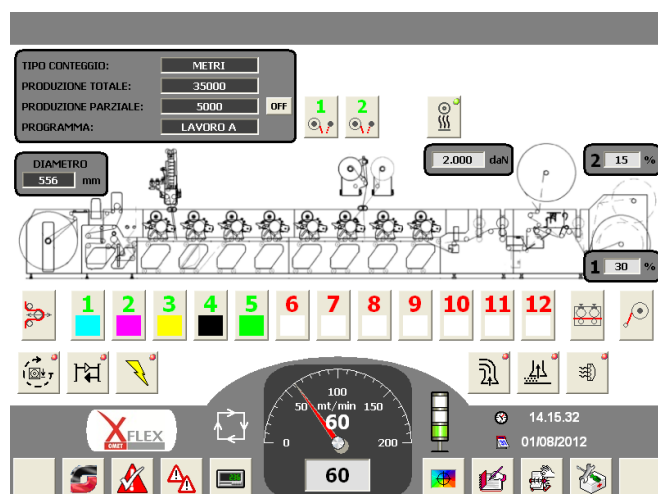 TIPO CONTEGGIO: METRI
PRODUZIONE TOTALE: 35000
PRODUZIONE PARZIALE: 5000 OFF
PROGRAMMA: LAVORO A
1 2
DIAMETRO
556 mm
2.000 daN
2 15 %
1 30 %
1 2 3 4 5 6 7 8 9 10 11 12
0 50 100 150 200
mt/min
60
60
XFLEX
OMET
14.15.32
01/08/2012